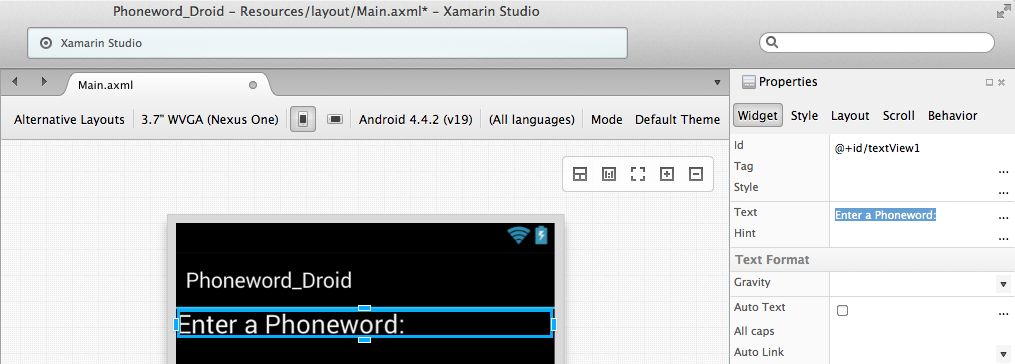 Phoneword_Droid – Resources/layout/Main.axml* – Xamarin Studio
Xamarin Studio
Main.axml
Properties
Alternative Layouts 3.7" WVGA (Nexus One) Android 4.4.2 (v19) (All languages) Mode Default Theme
Widget Style Layout Scroll Behavior
Id @+id/textView1
Tag ...
Style ...
Text Enter a Phoneword: ...
Hint ...
Text Format
Gravity
Auto Text ...
All caps
Auto Link
Phoneword_Droid
Enter a Phoneword: